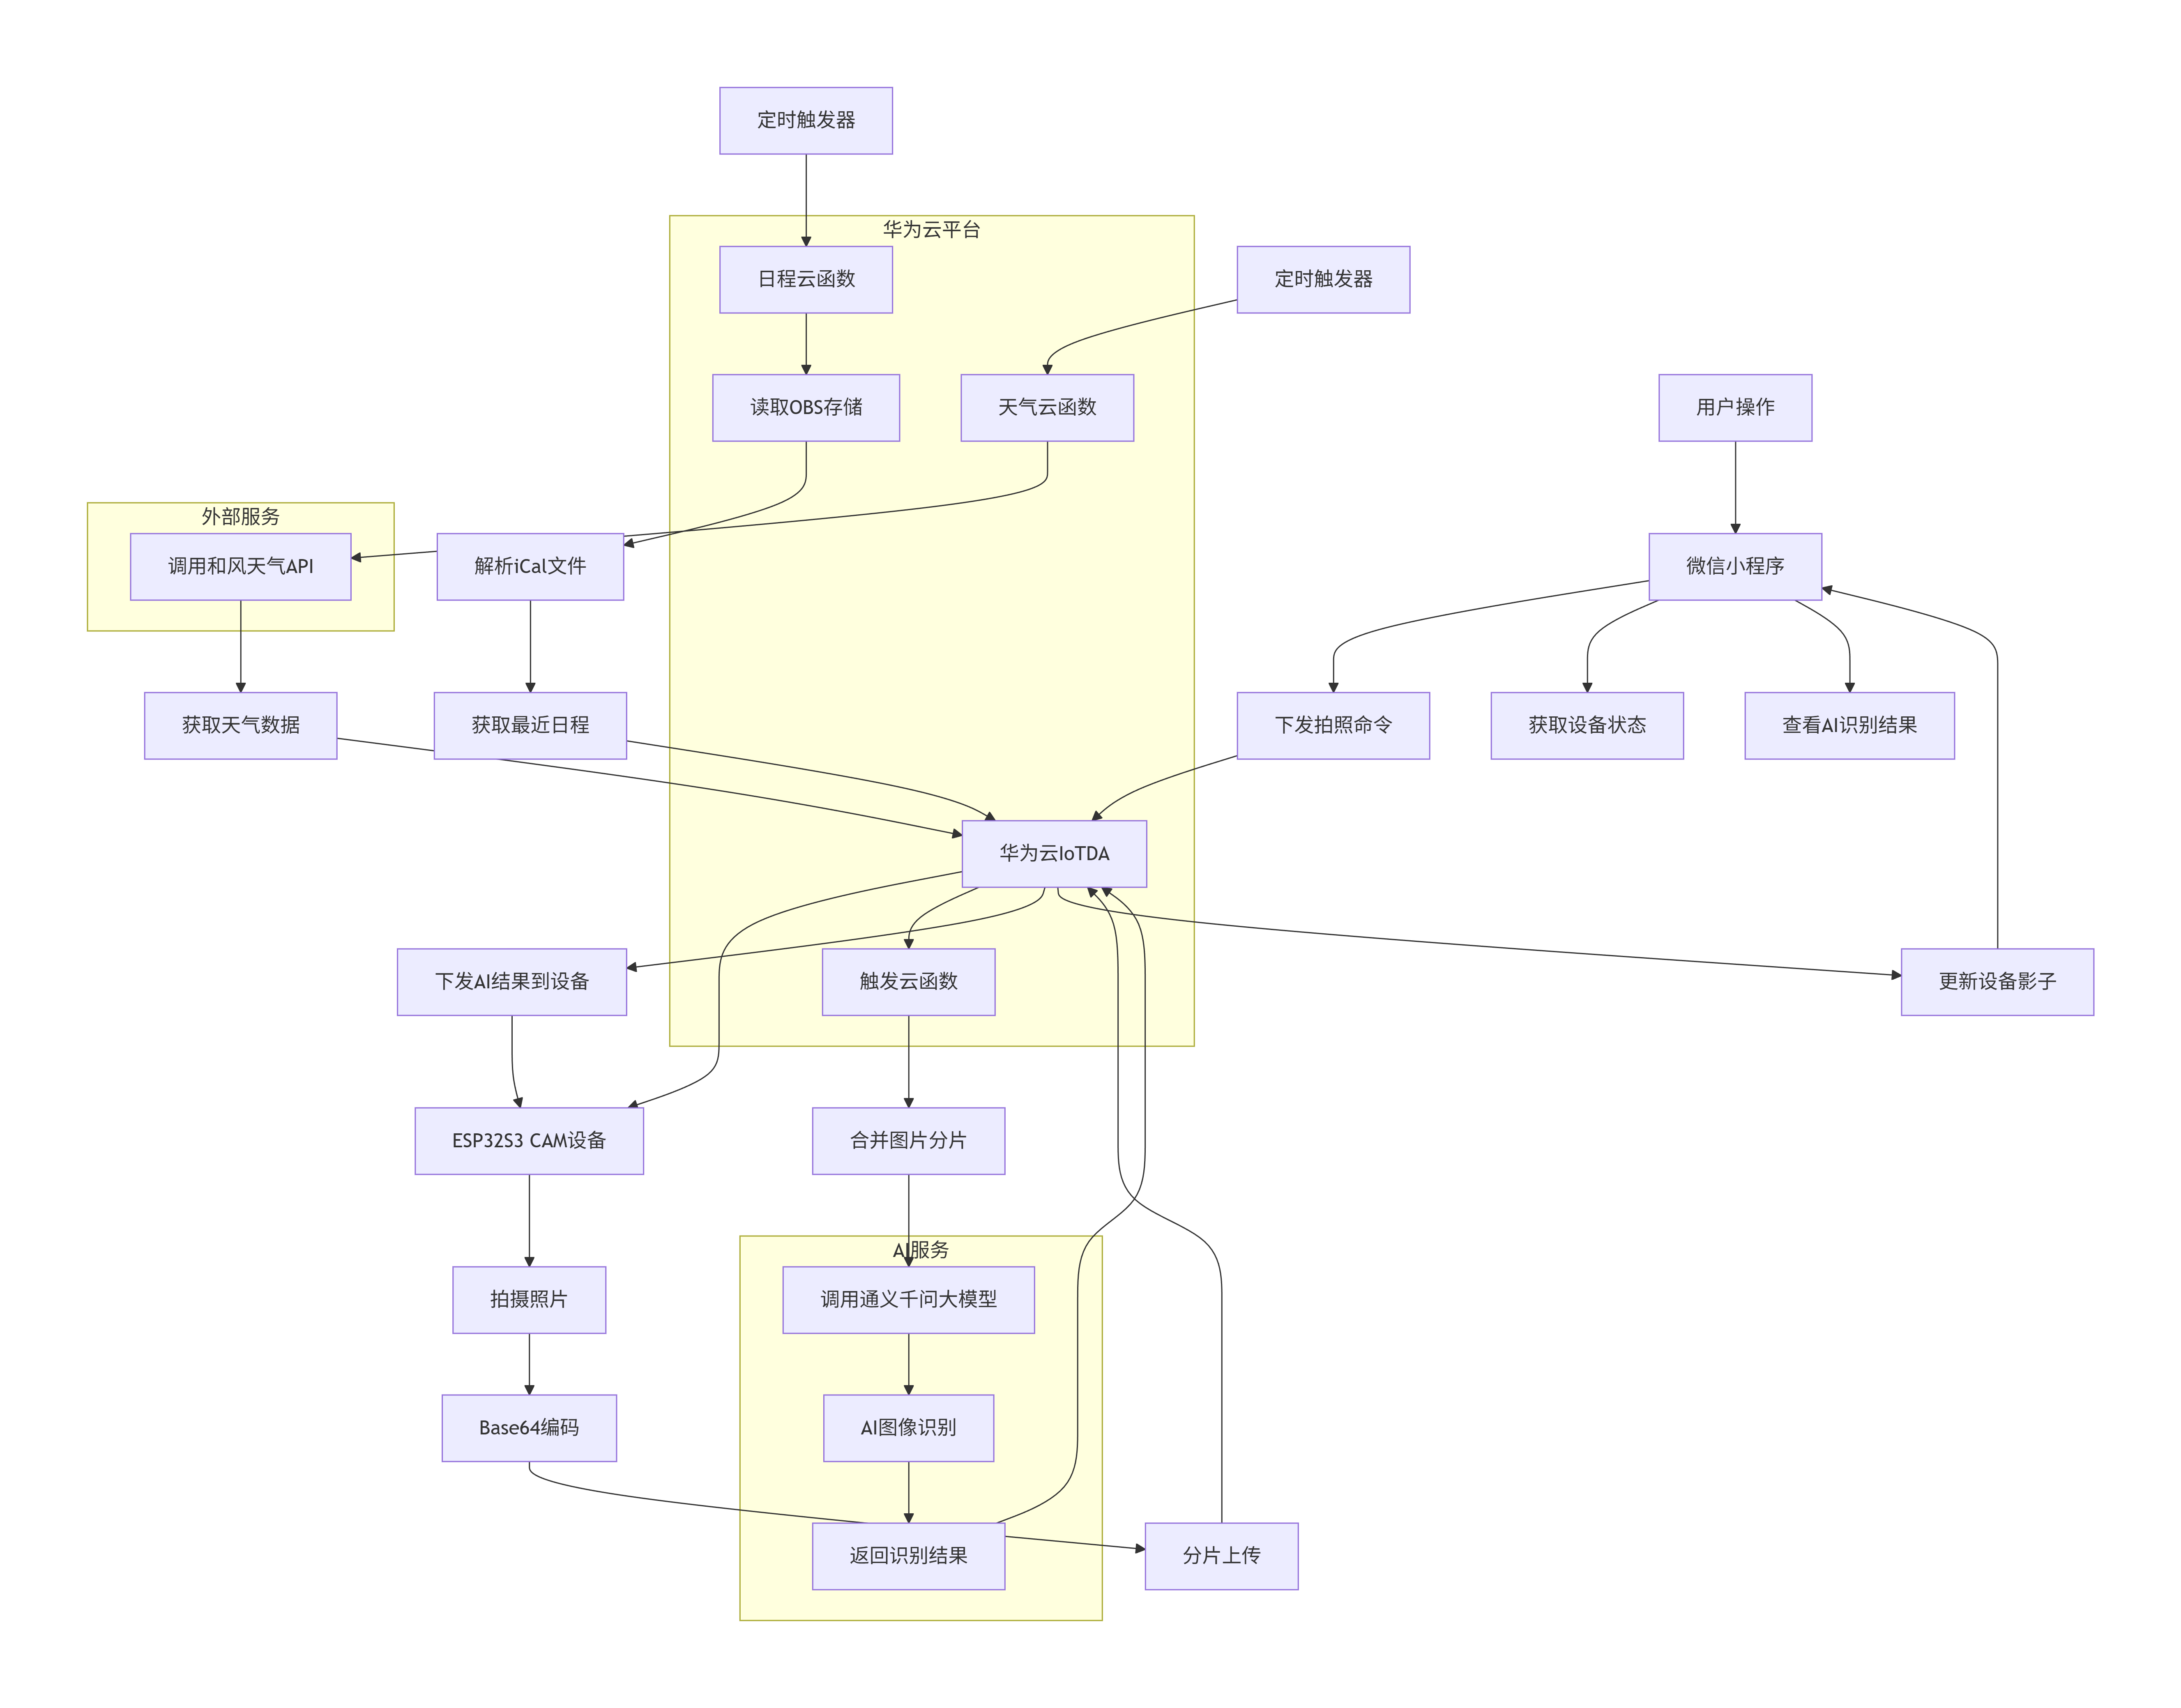 定时触发器
华为云平台
日程云函数
定时触发器
读取OBS存储
天气云函数
用户操作
外部服务
调用和风天气API
解析iCal文件
微信小程序
获取天气数据
获取最近日程
下发拍照命令
获取设备状态
查看AI识别结果
华为云IoTDA
下发AI结果到设备
触发云函数
更新设备影子
ESP32S3 CAM设备
合并图片分片
AI服务
拍摄照片
调用通义千问大模型
Base64编码
AI图像识别
返回识别结果
分片上传